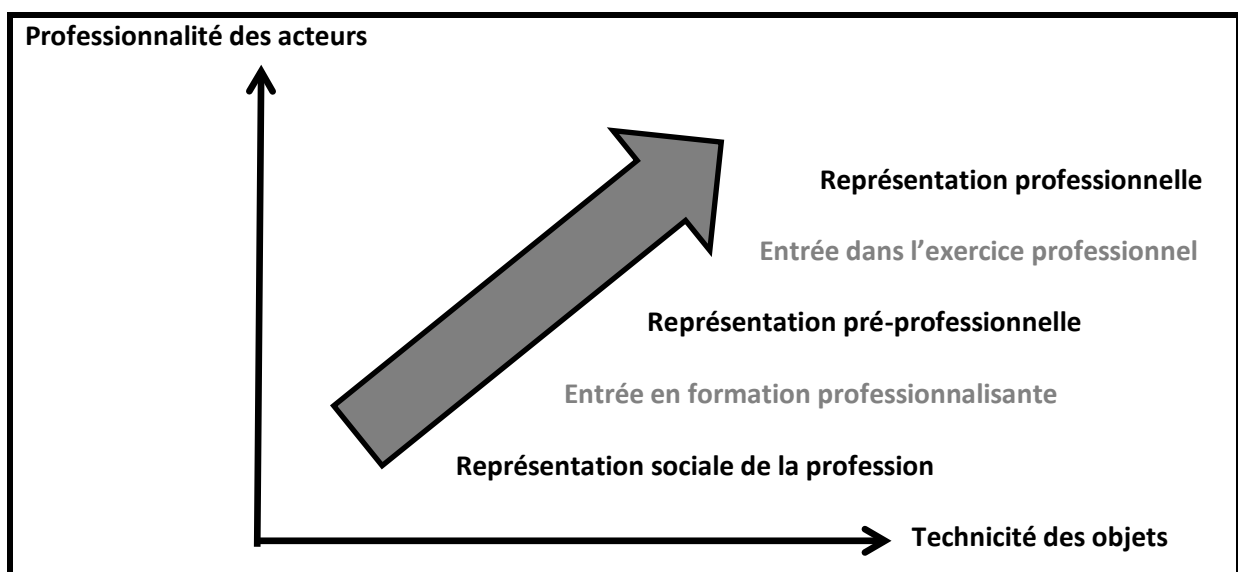 Professionnalité des acteurs
Représentation professionnelle
Entrée dans l’exercice professionnel
Représentation pré-professionnelle
Entrée en formation professionnalisante
Représentation sociale de la profession
Technicité des objets